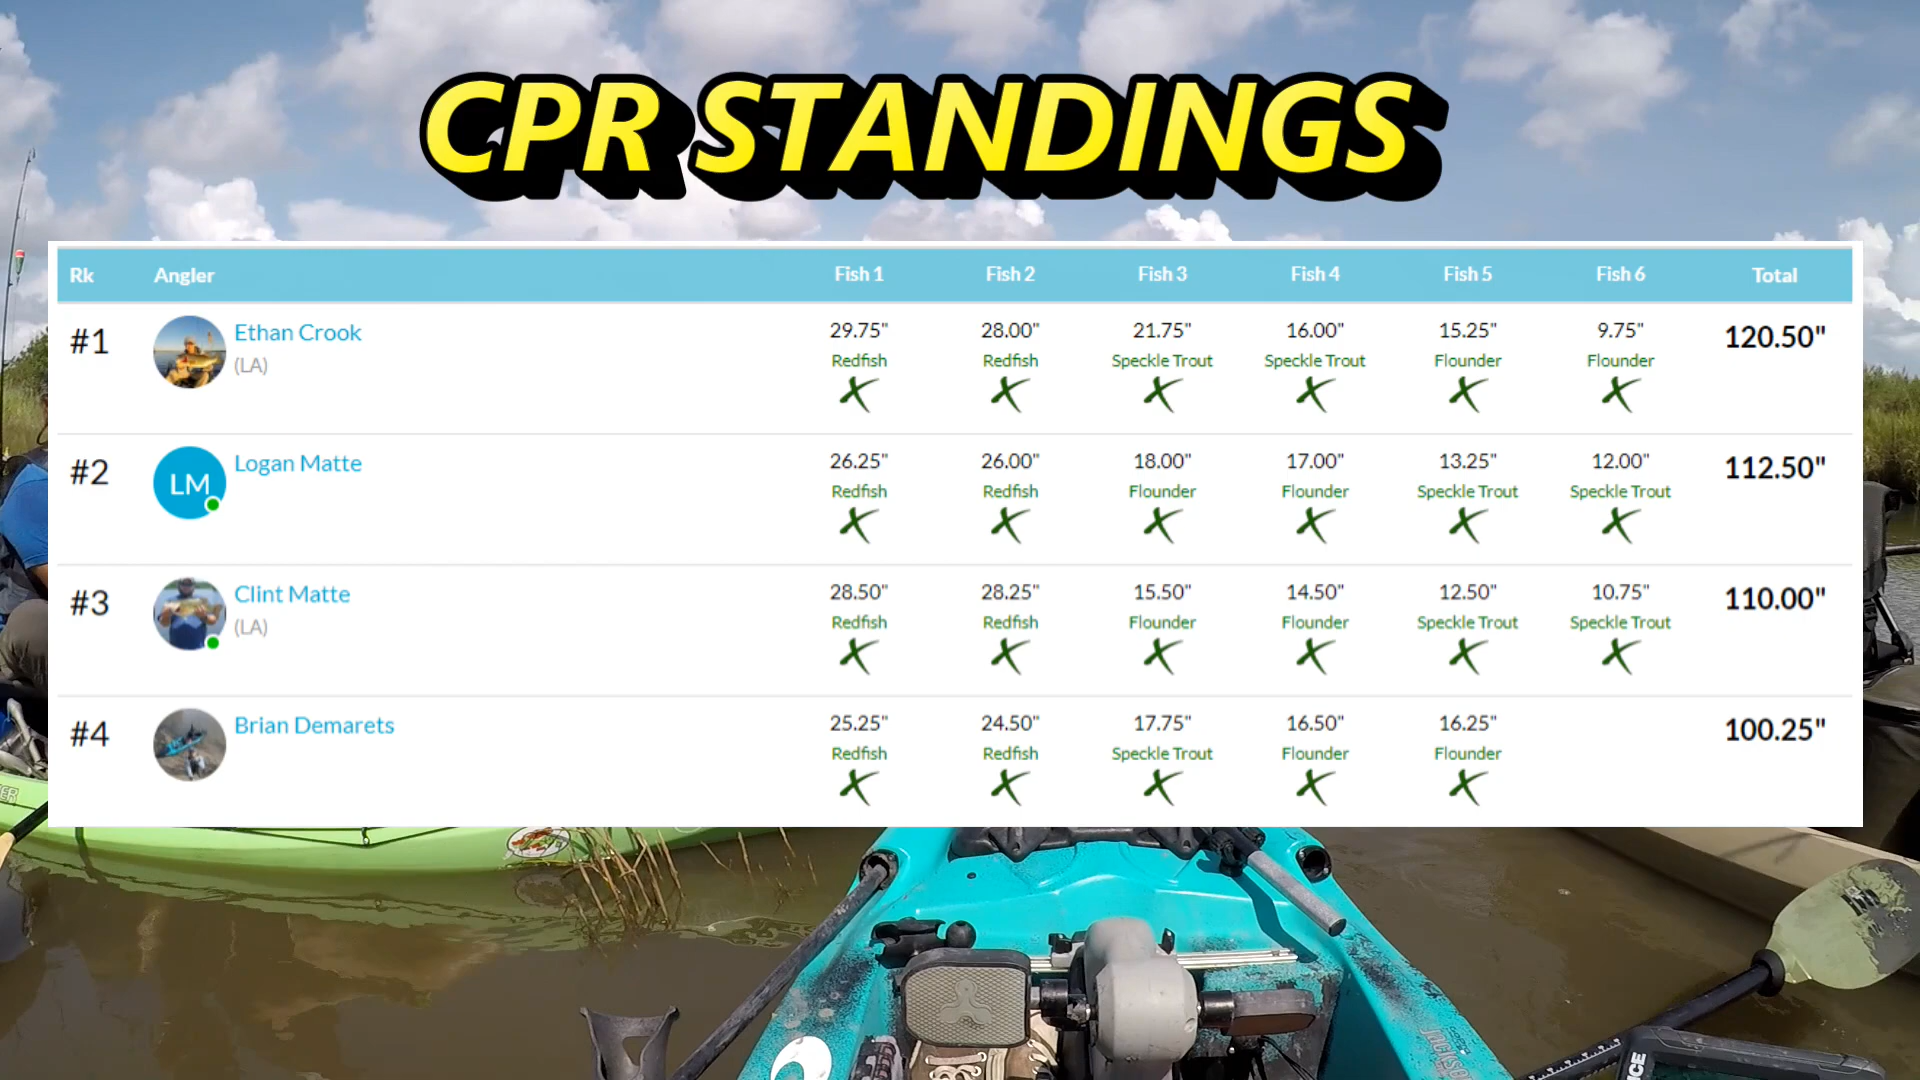 CPR STANDINGS
Rk Angler Fish 1 Fish 2 Fish 3 Fish 4 Fish 5 Fish 6 Total
#1 Ethan Crook 29.75" 28.00" 21.75" 16.00" 15.25" 9.75" 120.50"
(LA) Redfish Redfish Speckle Trout Speckle Trout Flounder Flounder
#2 LM Logan Matte 26.25" 26.00" 18.00" 17.00" 13.25" 12.00" 112.50"
Redfish Redfish Flounder Flounder Speckle Trout Speckle Trout
#3 Clint Matte 28.50" 28.25" 15.50" 14.50" 12.50" 10.75" 110.00"
(LA) Redfish Redfish Flounder Flounder Speckle Trout Speckle Trout
#4 Brian Demarets 25.25" 24.50" 17.75" 16.50" 16.25" 100.25"
Redfish Redfish Speckle Trout Flounder Flounder